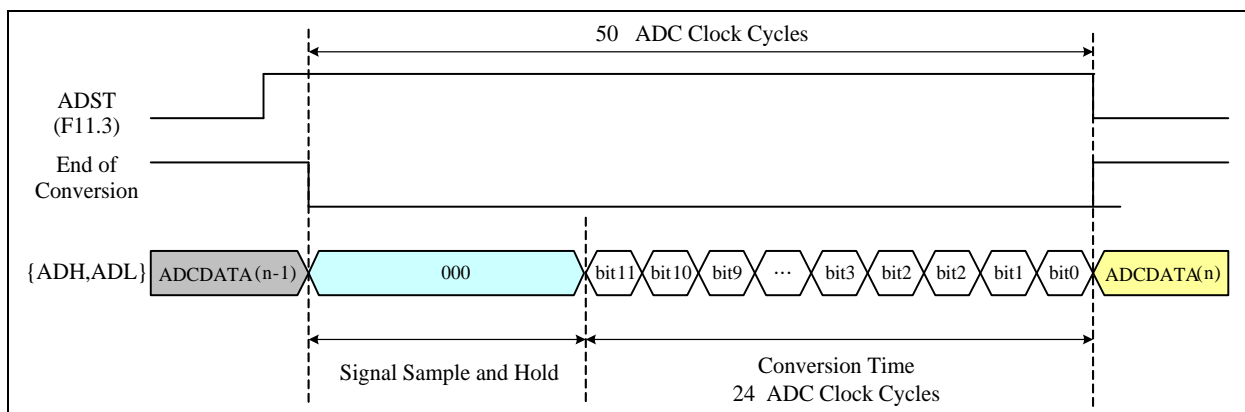 50 ADC Clock Cycles
ADST
(F11.3)
End of
Conversion
{ADH,ADL}
ADCDATA(n-1)
000
bit11
bit10
bit9
...
bit3
bit2
bit2
bit1
bit0
ADCDATA(n)
Signal Sample and Hold
Conversion Time
24 ADC Clock Cycles